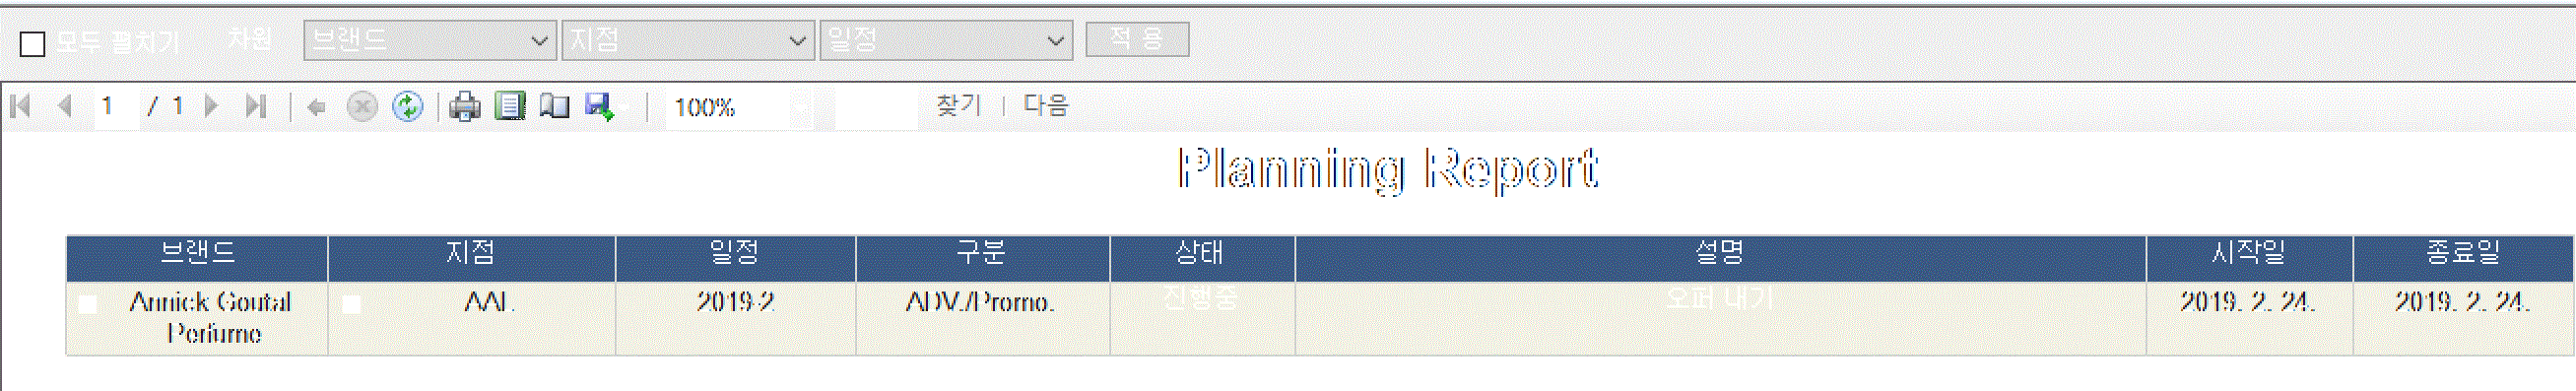 모두 펼치기 차원 브랜드 지점 일정 적 용
1 / 1 100% 찾기 | 다음
Planning Report
브랜드 지점 일정 구분 상태 설명 시작일 종료일
Annick Goutal AAI. 2019-2 ADV./Promo. 진행중 오퍼 내기 2019. 2. 24. 2019. 2. 24.
Perfume